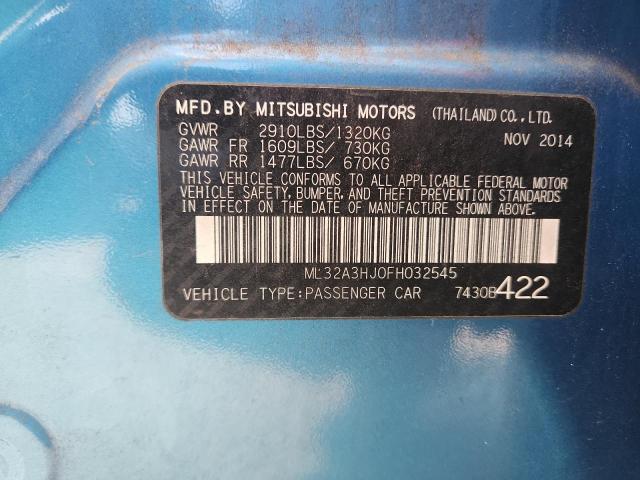 MFD.BY MITSUBISHI MOTORS (THAILAND) CO., LTD.
GVWR 2910LBS/1320KG NOV 2014
GAWR FR 1609LBS/ 730KG
GAWR RR 1477LBS/ 670KG
THIS VEHICLE CONFORMS TO ALL APPLICABLE FEDERAL MOTOR
VEHICLE SAFETY, BUMPER, AND THEFT PREVENTION STANDARDS
IN EFFECT ON THE DATE OF MANUFACTURE SHOWN ABOVE.
ML32A3HJ0FH032545
VEHICLE TYPE:PASSENGER CAR 7430B422